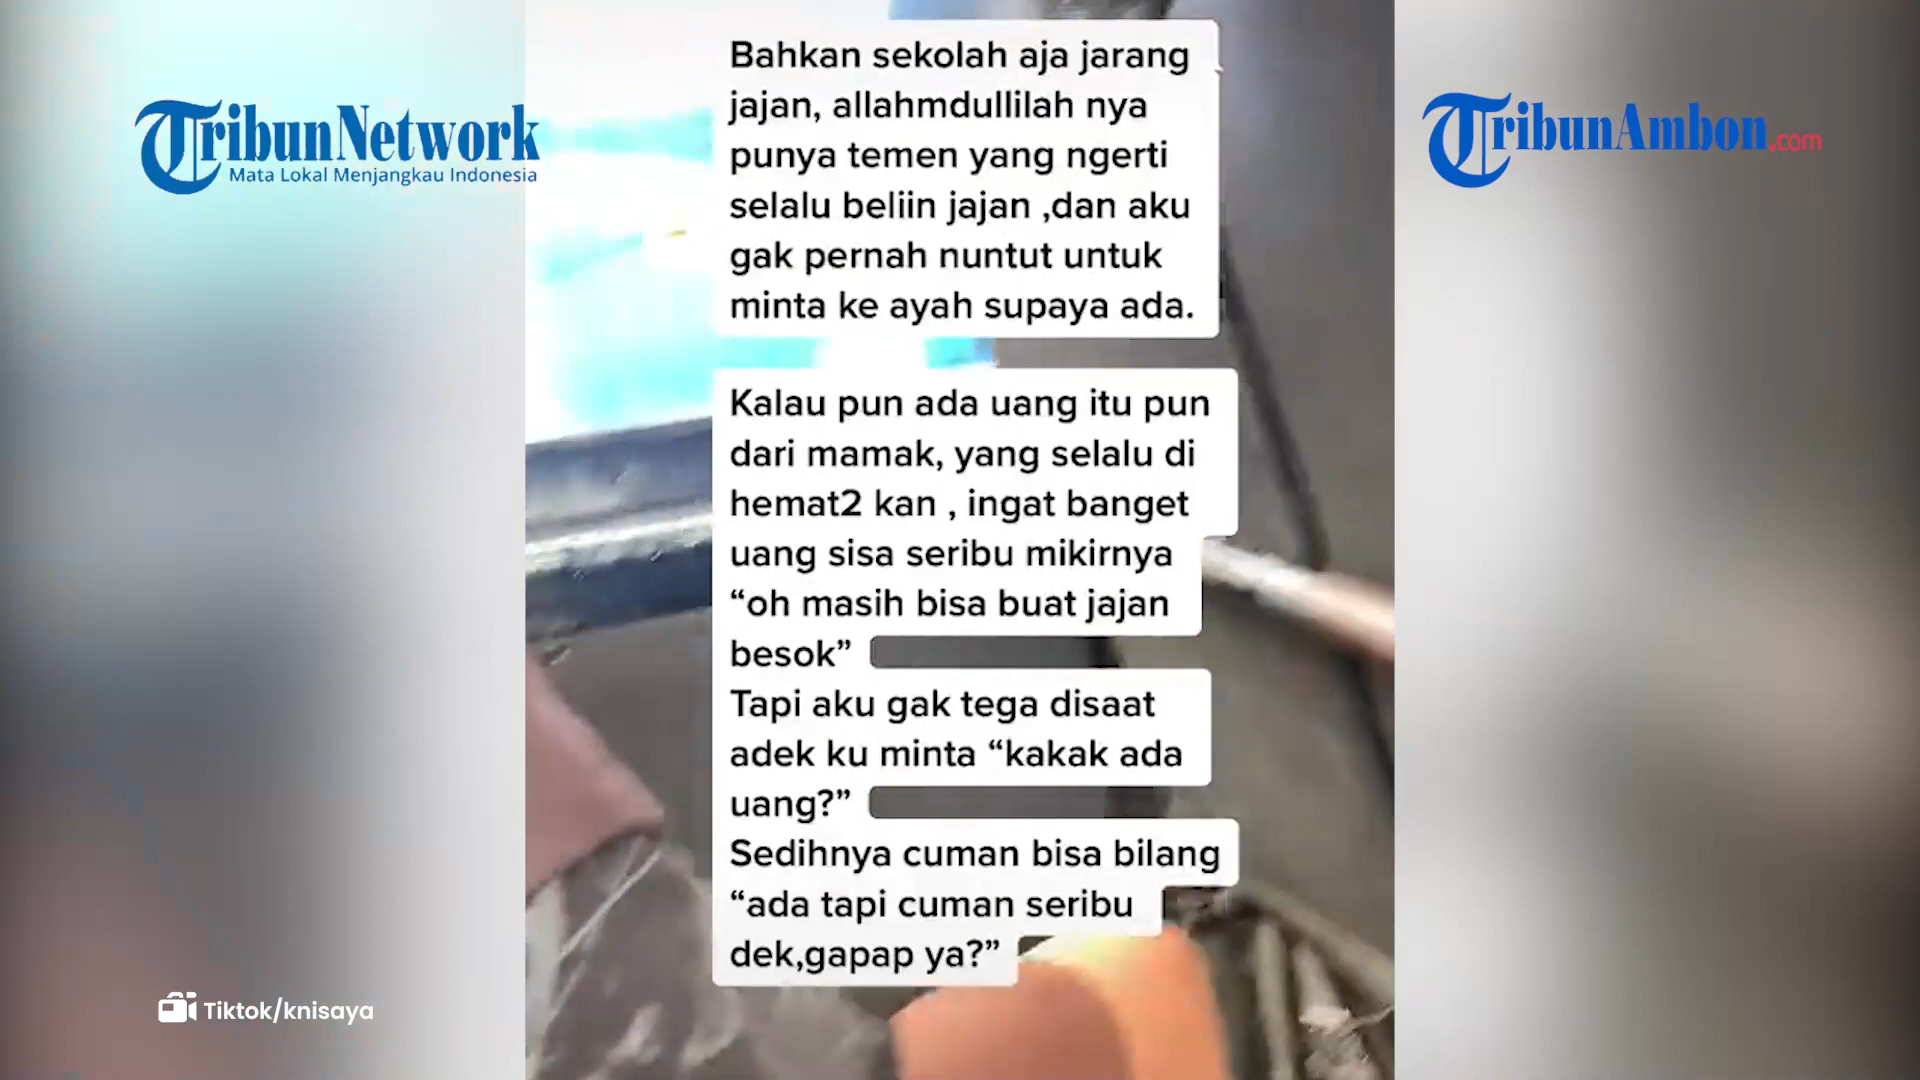 TribunNetwork
Mata Lokal Menjangkau Indonesia
TribunAmbon.com
Bahkan sekolah aja jarang
jajan, allahmdullilah nya
punya temen yang ngerti
selalu beliin jajan ,dan aku
gak pernah nuntut untuk
minta ke ayah supaya ada.
Kalau pun ada uang itu pun
dari mamak, yang selalu di
hemat2 kan , ingat banget
uang sisa seribu mikirnya
“oh masih bisa buat jajan
besok”
Tapi aku gak tega disaat
adek ku minta “kakak ada
uang?”
Sedihnya cuman bisa bilang
“ada tapi cuman seribu
dek,gapap ya?”
Tiktok/knisaya